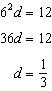 6²d = 12
36d = 12
d = 1/3